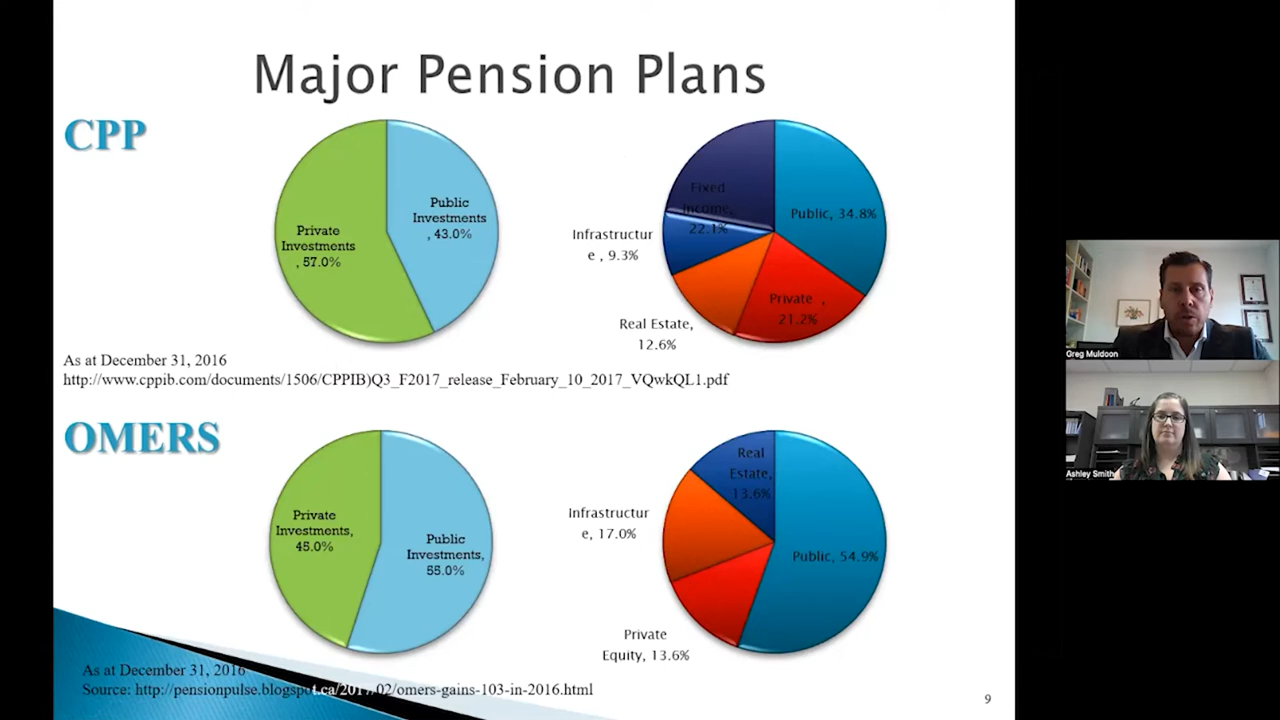 Major Pension Plans
CPP
Public
Investments
, 43.0%
Private
Investments
, 57.0%
Fixed
Income,
22.1%
Public, 34.8%
Infrastructur
e , 9.3%
Private ,
21.2%
Real Estate,
12.6%
As at December 31, 2016
http://www.cppib.com/documents/1506/CPPIB)Q3_F2017_release_February_10_2017_VQwkQL1.pdf
Greg Muldoon
Ashley Smith
OMERS
Private
Investments,
45.0%
Public
Investments,
55.0%
Real
Estate,
13.6%
Infrastructur
e, 17.0%
Public, 54.9%
Private
Equity, 13.6%
As at December 31, 2016
Source: http://pensionpulse.blogspot.ca/2017/02/omers-gains-103-in-2016.html
9